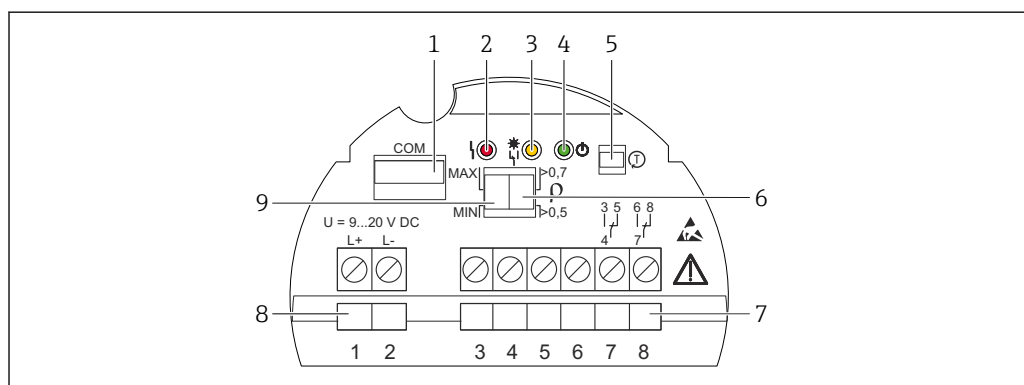 1 2 3 4 5
COM
T
MAX >0,7
9 ρ 6
MIN >0,5
3 5 6 8
U = 9...20 V DC
4 7
L+ L-
8 7
1 2 3 4 5 6 7 8